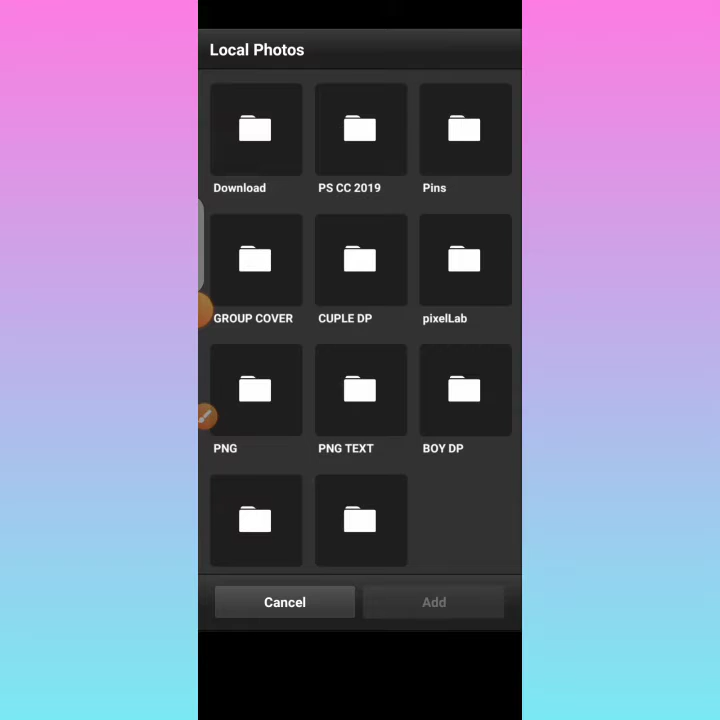 Local Photos
Download PS CC 2019 Pins
GROUP COVER CUPLE DP pixelLab
PNG PNG TEXT BOY DP
Cancel Add